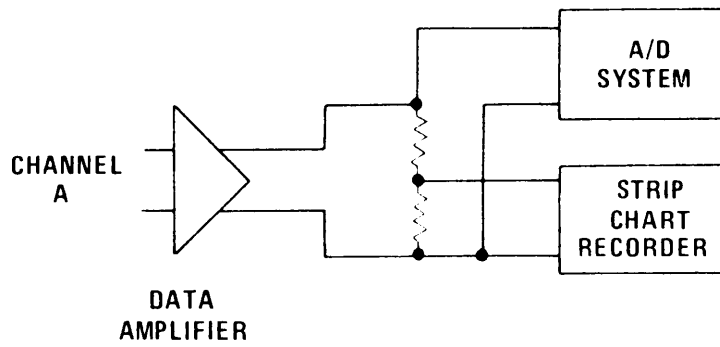 CHANNEL
A
DATA
AMPLIFIER
A/D
SYSTEM
STRIP
CHART
RECORDER